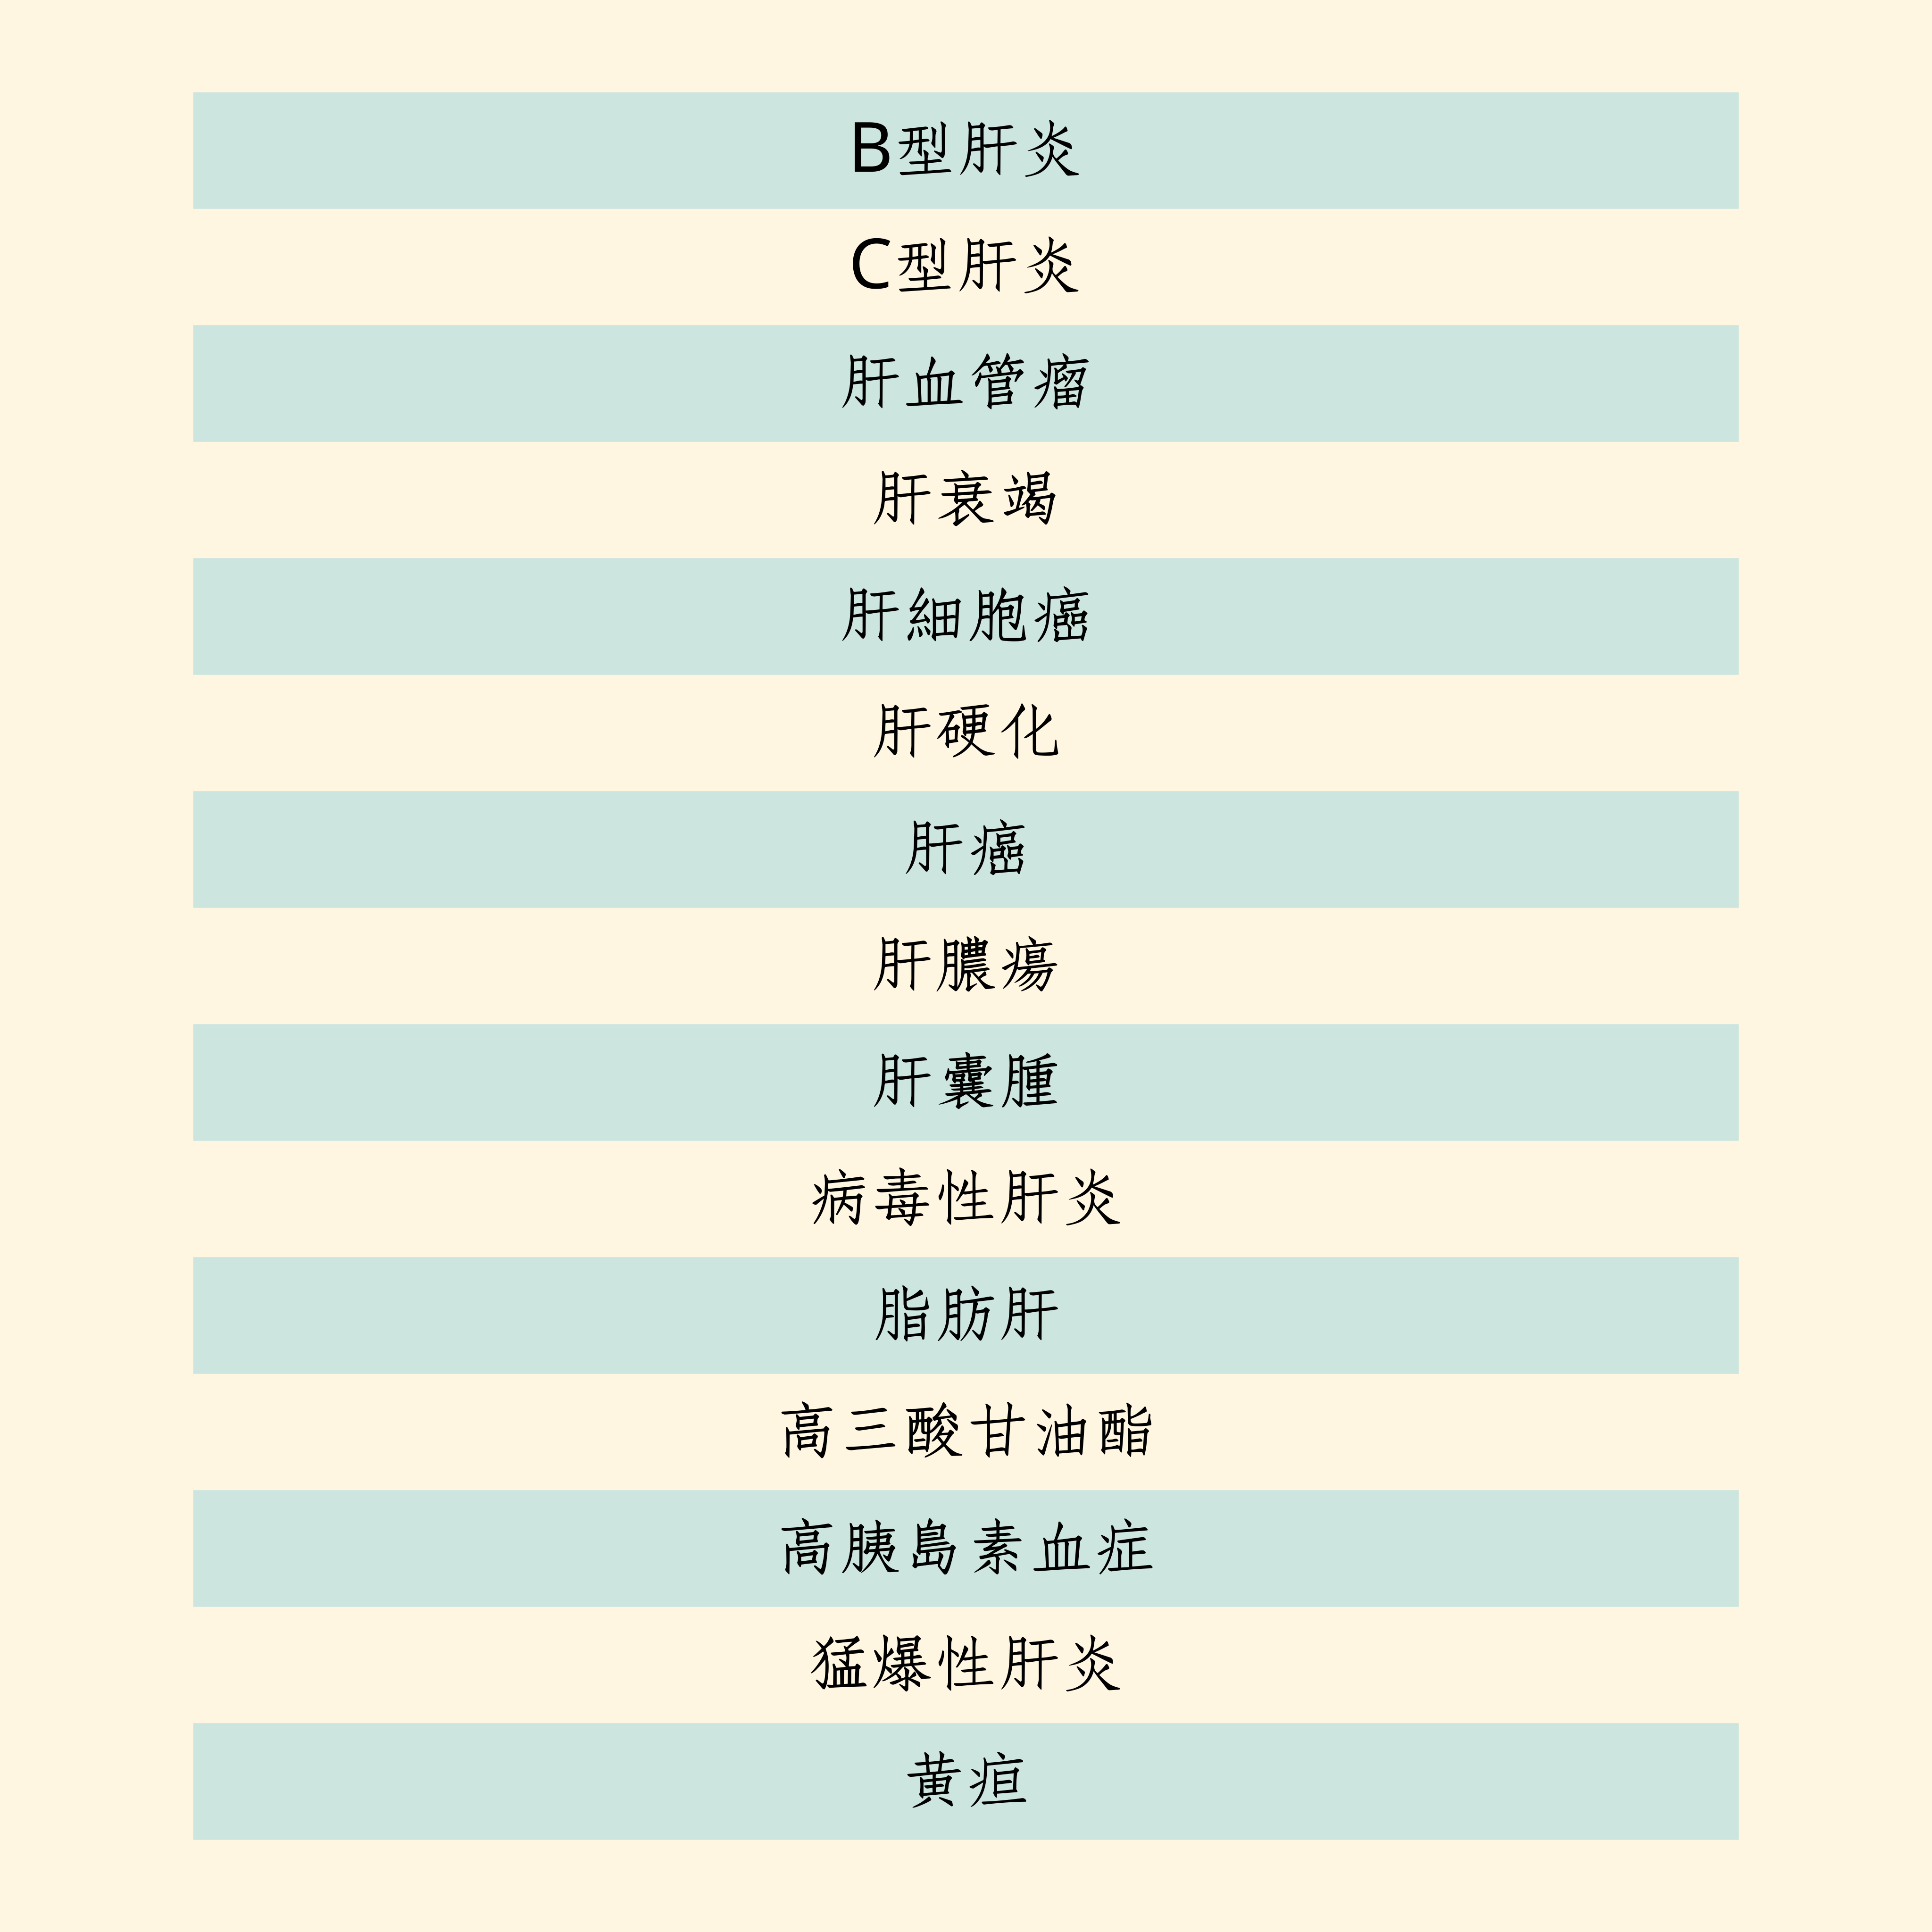 B型肝炎
C型肝炎
肝血管瘤
肝衰竭
肝細胞癌
肝硬化
肝癌
肝膿瘍
肝囊腫
病毒性肝炎
脂肪肝
高三酸甘油酯
高胰島素血症
猛爆性肝炎
黄疸